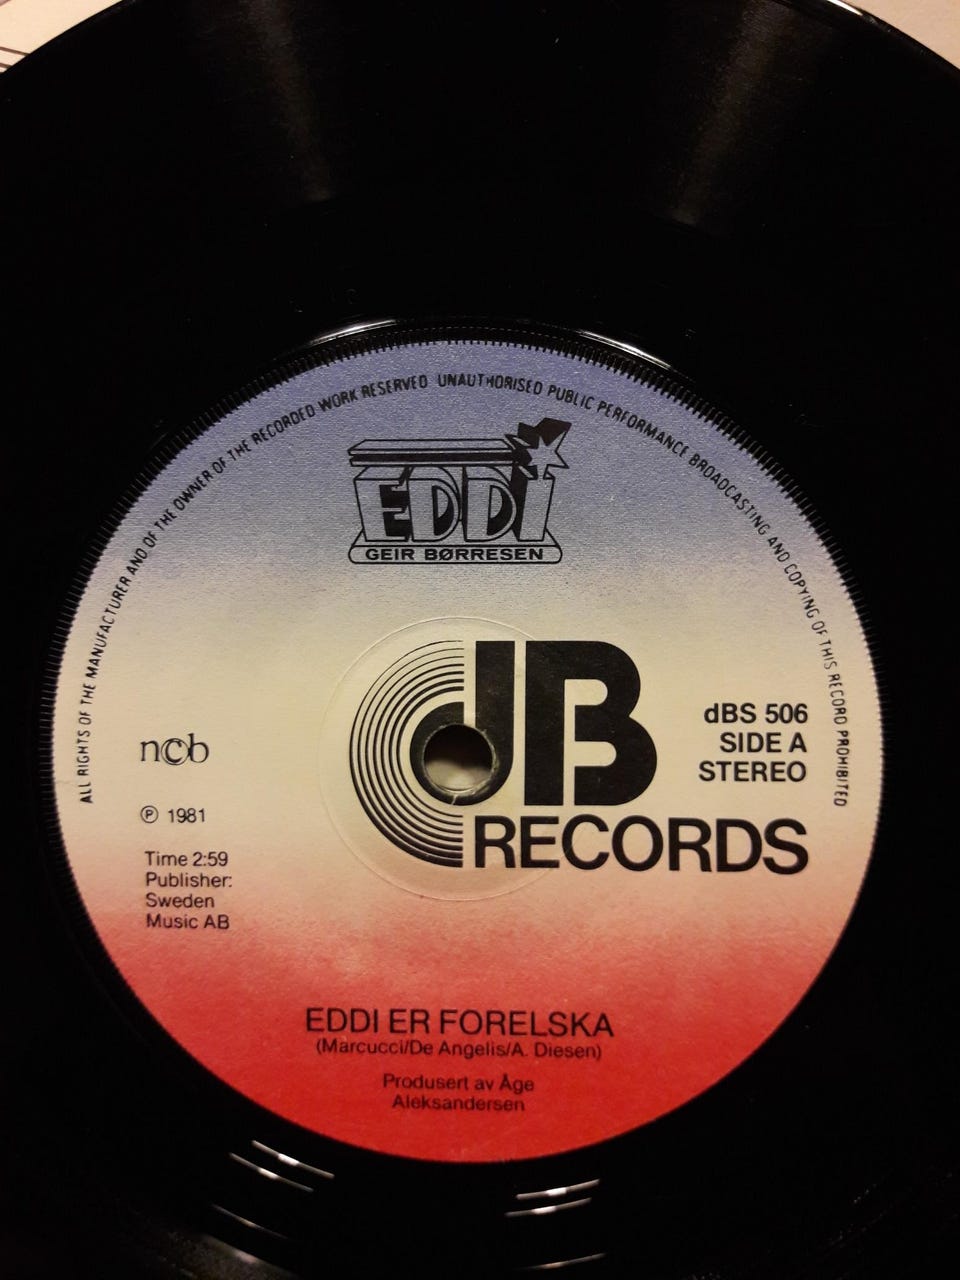 ALL RIGHTS OF THE MANUFACTURER AND OF THE OWNER OF THE RECORDED WORK RESERVED UNAUTHORISED PUBLIC PERFORMANCE BROADCASTING AND COPYING OF THIS RECORD PROHIBITED
EDDI
GEIR BØRRESEN
dB
RECORDS
dBS 506
SIDE A
STEREO
ncb
℗ 1981
Time 2:59
Publisher:
Sweden
Music AB
EDDI ER FORELSKA
(Marcucci/De Angelis/A. Diesen)
Produsert av Åge
Aleksandersen